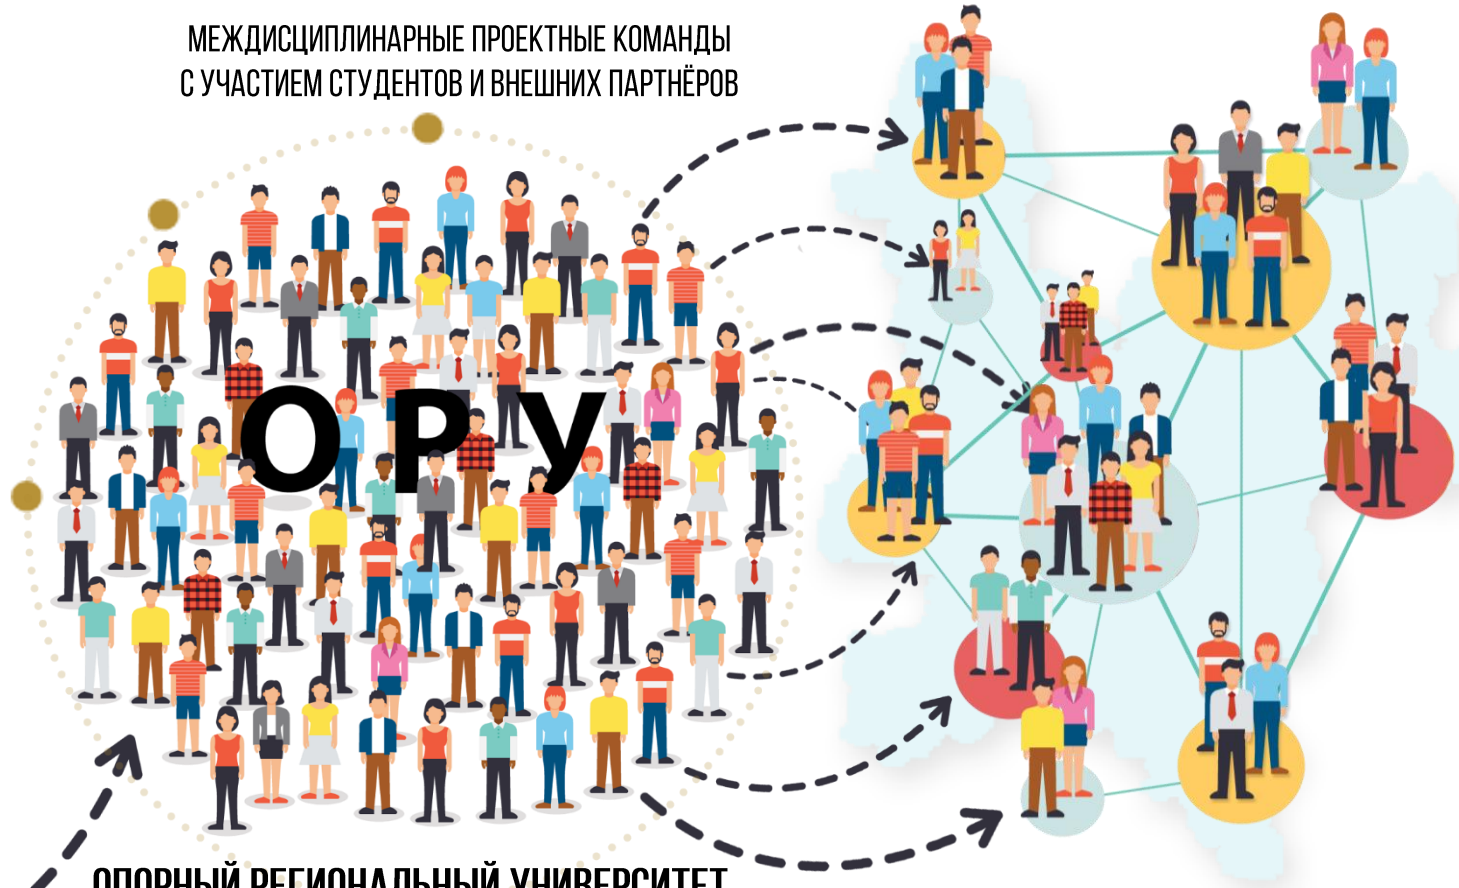 МЕЖДИСЦИПЛИНАРНЫЕ ПРОЕКТНЫЕ КОМАНДЫ
С УЧАСТИЕМ СТУДЕНТОВ И ВНЕШНИХ ПАРТНЁРОВ
ОРУ
ОПОРНЫЙ РЕГИОНАЛЬНЫЙ УНИВЕРСИТЕТ